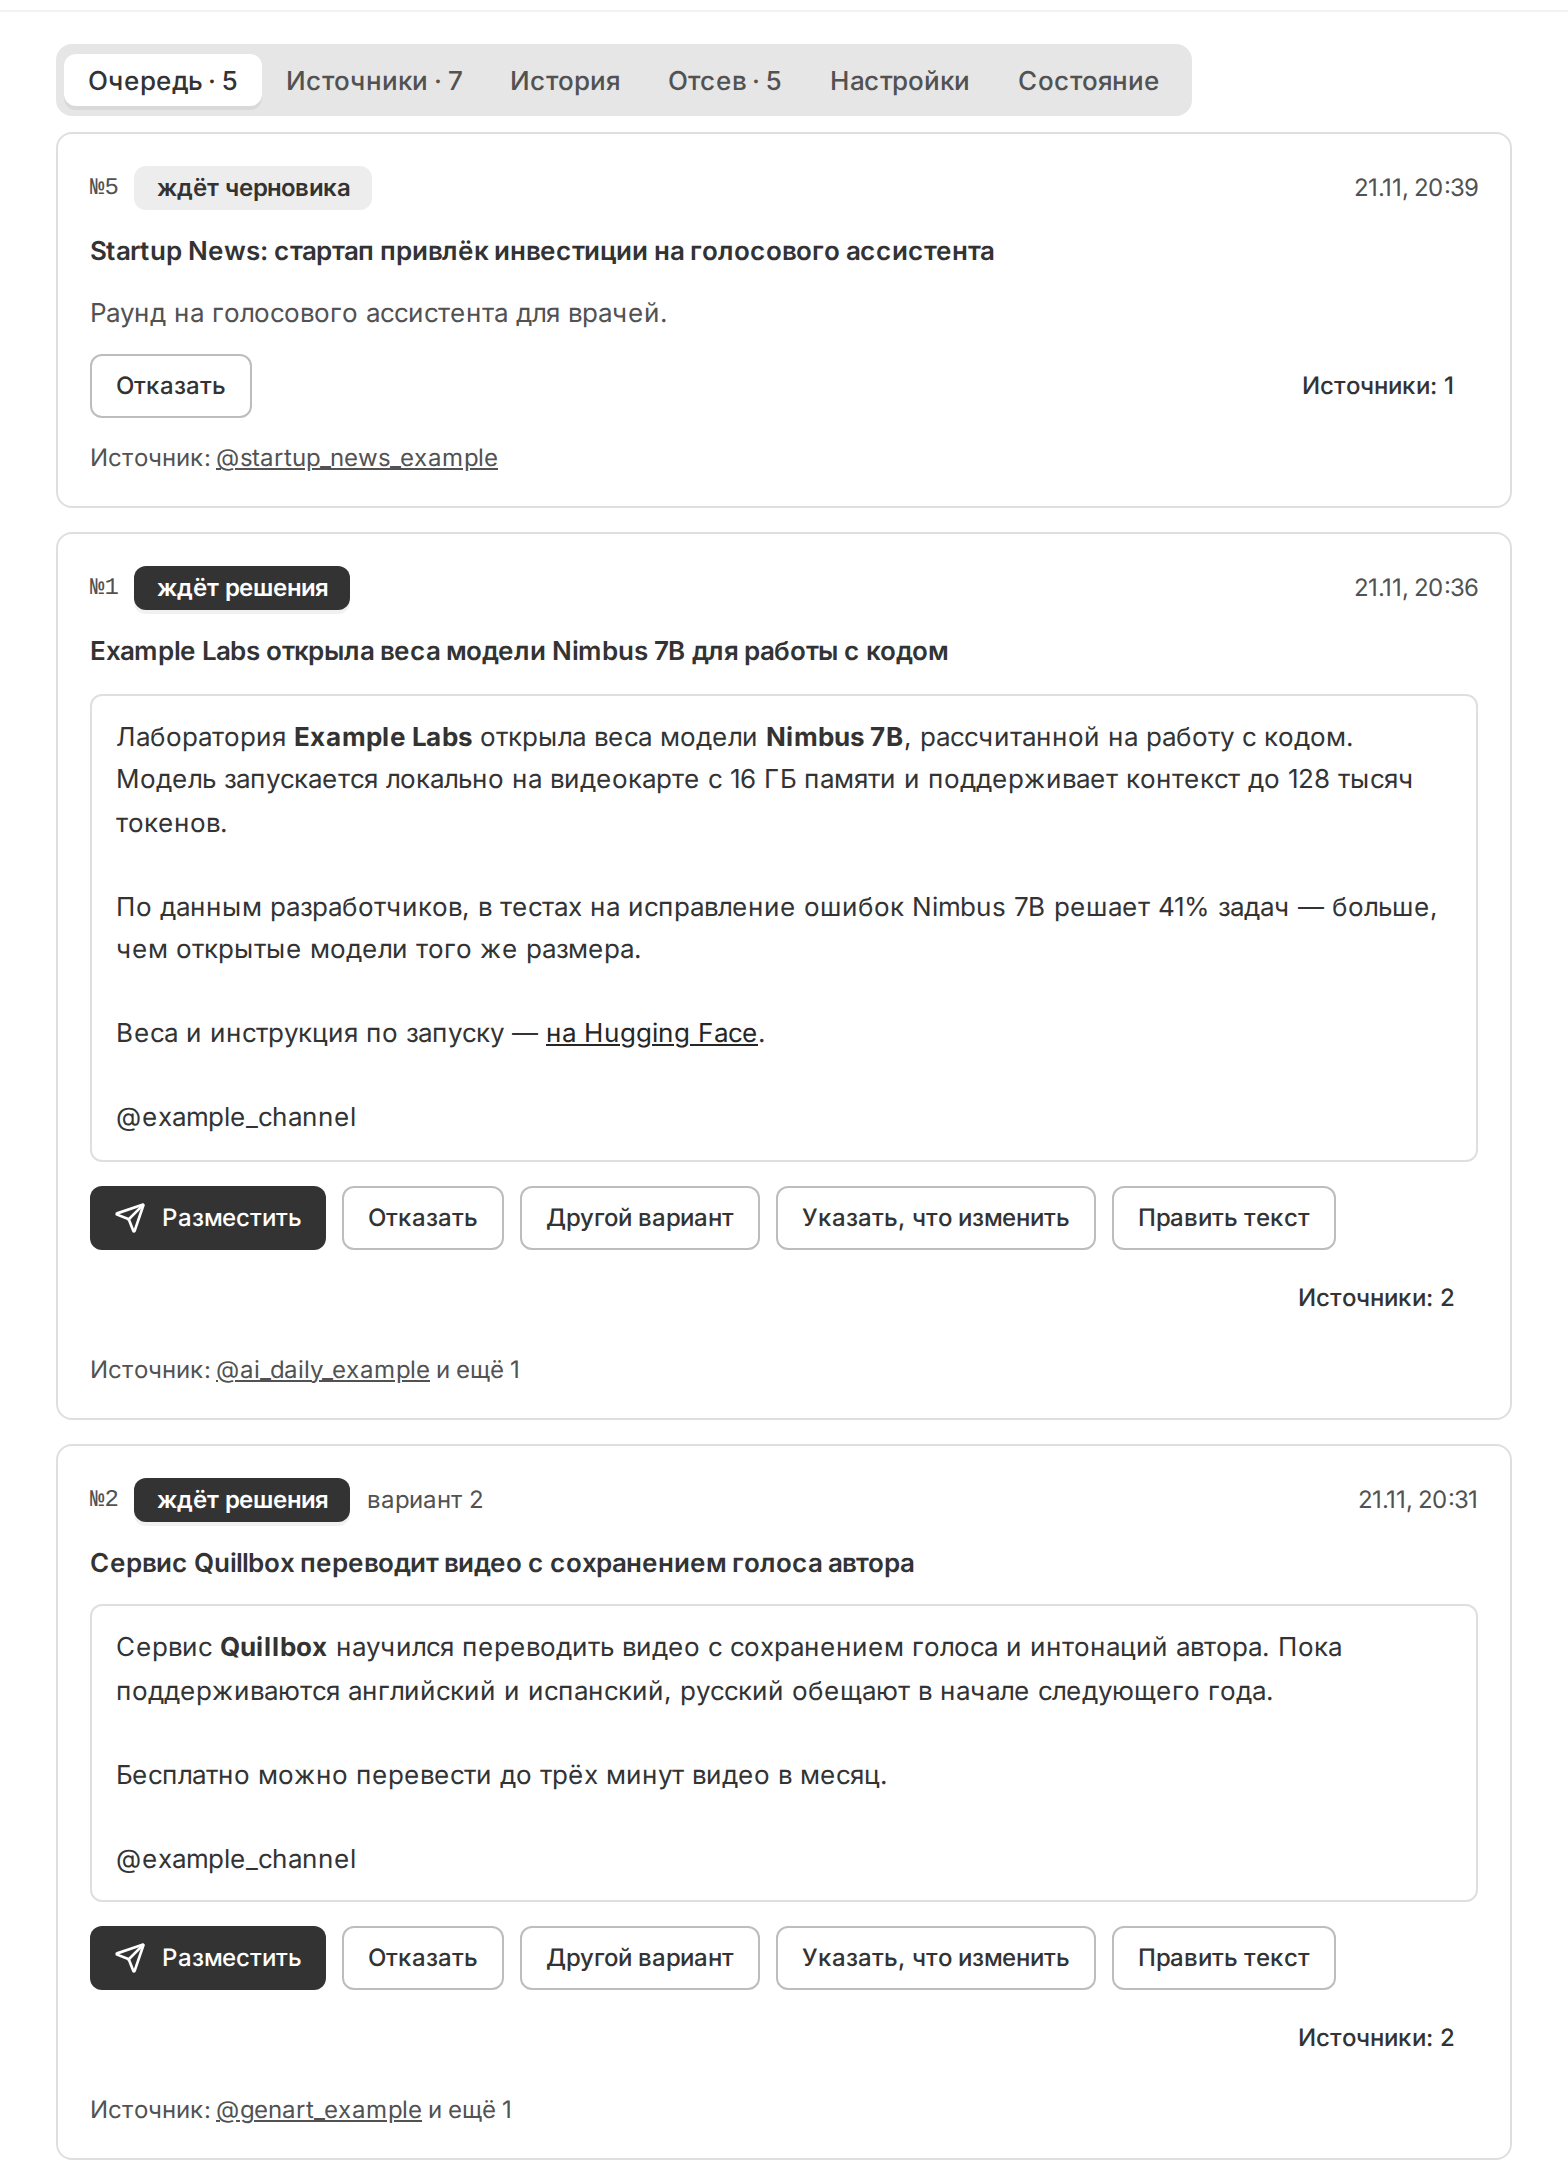 Очередь · 5 Источники · 7 История Отсев · 5 Настройки Состояние
№5 ждёт черновика 21.11, 20:39
Startup News: стартап привлёк инвестиции на голосового ассистента
Раунд на голосового ассистента для врачей.
Отказать Источники: 1
Источник: @startup_news_example
№1 ждёт решения 21.11, 20:36
Example Labs открыла веса модели Nimbus 7B для работы с кодом
Лаборатория Example Labs открыла веса модели Nimbus 7B, рассчитанной на работу с кодом.
Модель запускается локально на видеокарте с 16 ГБ памяти и поддерживает контекст до 128 тысяч
токенов.
По данным разработчиков, в тестах на исправление ошибок Nimbus 7B решает 41% задач — больше,
чем открытые модели того же размера.
Веса и инструкция по запуску — на Hugging Face.
@example_channel
Разместить Отказать Другой вариант Указать, что изменить Править текст
Источники: 2
Источник: @ai_daily_example и ещё 1
№2 ждёт решения вариант 2 21.11, 20:31
Сервис Quillbox переводит видео с сохранением голоса автора
Сервис Quillbox научился переводить видео с сохранением голоса и интонаций автора. Пока
поддерживаются английский и испанский, русский обещают в начале следующего года.
Бесплатно можно перевести до трёх минут видео в месяц.
@example_channel
Разместить Отказать Другой вариант Указать, что изменить Править текст
Источники: 2
Источник: @genart_example и ещё 1